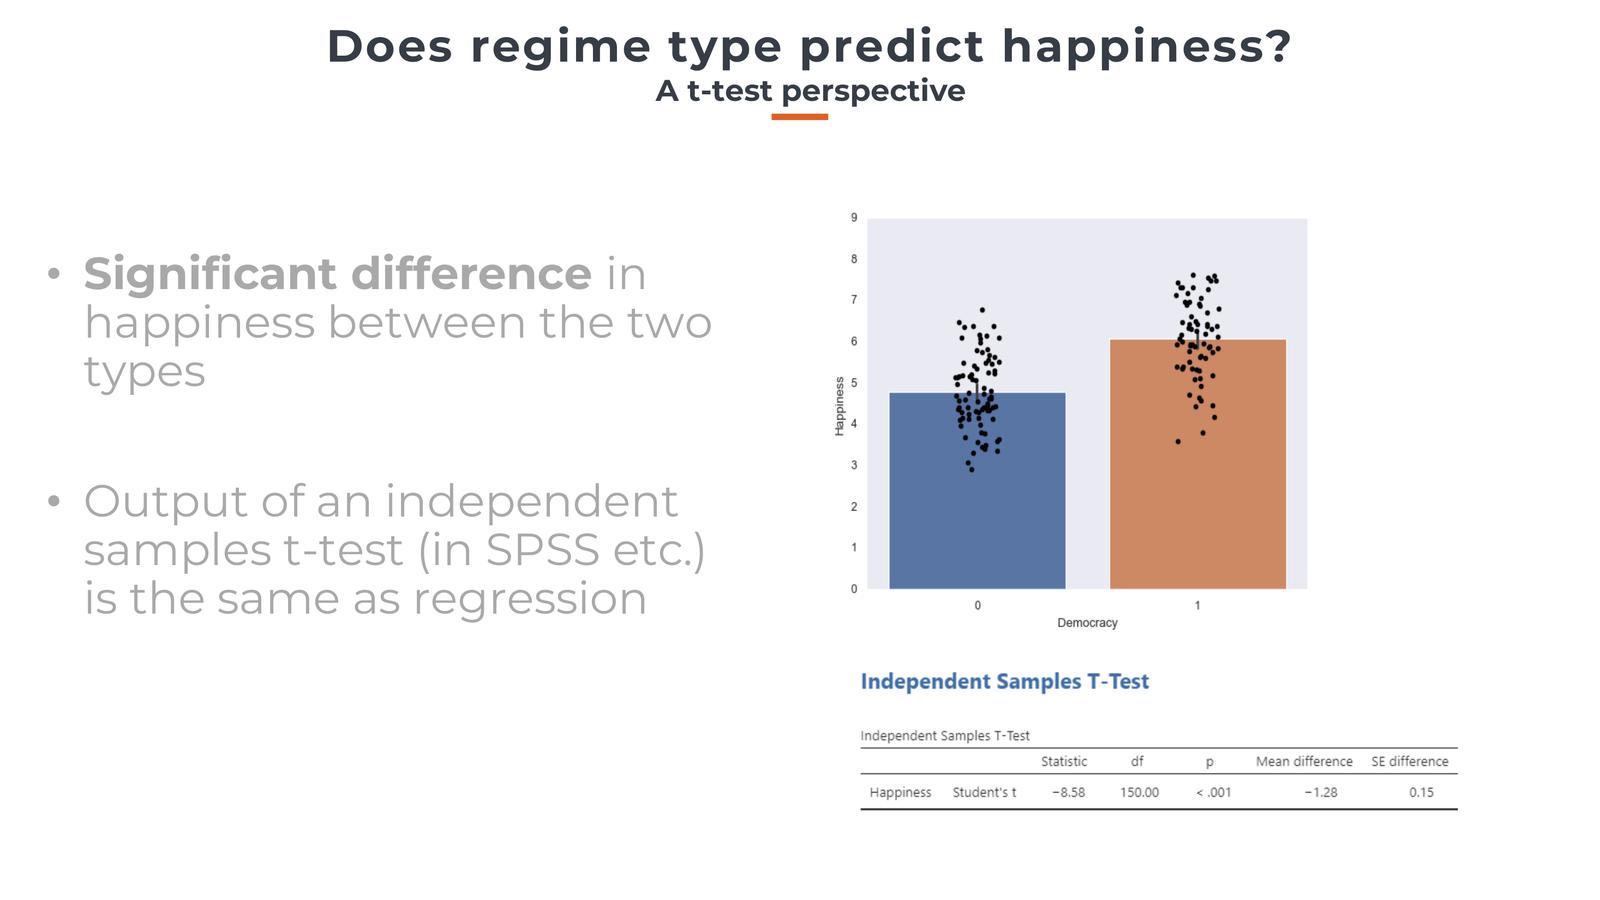 Does regime type predict happiness?
A t-test perspective
• Significant difference in
happiness between the two
types
• Output of an independent
samples t-test (in SPSS etc.)
is the same as regression
9
8
7
6
5
4
3
2
1
0
Happiness
0 1
Democracy
Independent Samples T-Test
Independent Samples T-Test
Statistic df p Mean difference SE difference
Happiness Student's t −8.58 150.00 < .001 −1.28 0.15